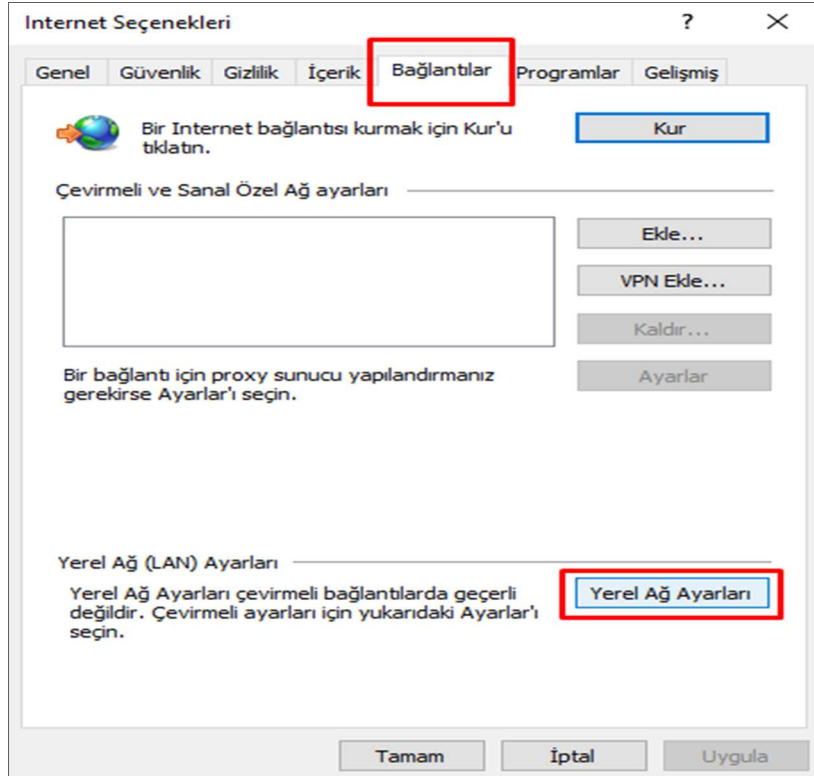 Internet Seçenekleri
?
Genel Güvenlik Gizlilik İçerik Bağlantılar Programlar Gelişmiş
Bir Internet bağlantısı kurmak için Kur'u
tıklatın.
Kur
Çevirmeli ve Sanal Özel Ağ ayarları
Ekle...
VPN Ekle...
Kaldır...
Bir bağlantı için proxy sunucu yapılandırmanız
gerekirse Ayarlar'ı seçin.
Ayarlar
Yerel Ağ (LAN) Ayarları
Yerel Ağ Ayarları çevirmeli bağlantılarda geçerli
değildir. Çevirmeli ayarları için yukarıdaki Ayarlar'ı
seçin.
Yerel Ağ Ayarları
Tamam İptal Uygula